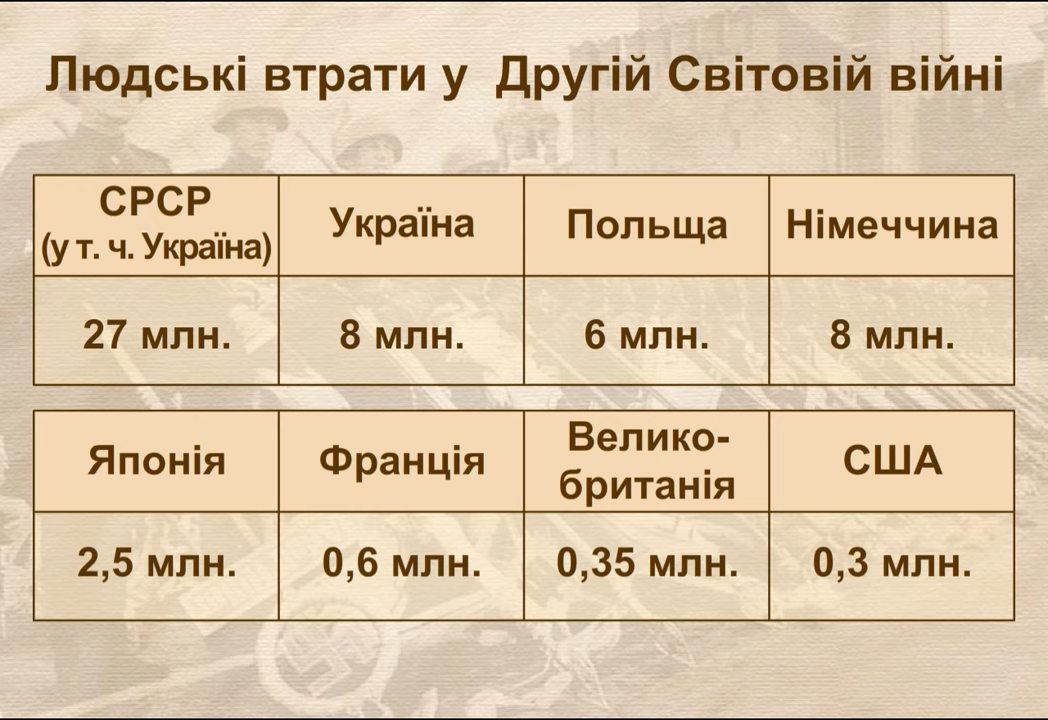 Людські втрати у Другій Світовій війні
СРСР
(у т. ч. Україна)
Україна
Польща
Німеччина
27 млн.
8 млн.
6 млн.
8 млн.
Японія
Франція
Велико-
британія
США
2,5 млн.
0,6 млн.
0,35 млн.
0,3 млн.